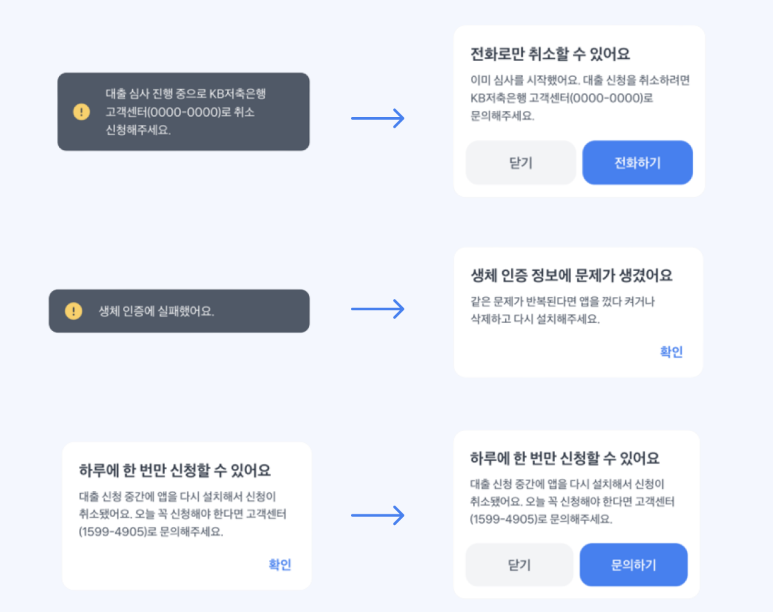 대출 심사 진행 중으로 KB저축은행
고객센터(0000-0000)로 취소
신청해주세요.
전화로만 취소할 수 있어요
이미 심사를 시작했어요. 대출 신청을 취소하려면
KB저축은행 고객센터(0000-0000)로
문의해주세요.
닫기
전화하기
생체 인증에 실패했어요.
생체 인증 정보에 문제가 생겼어요
같은 문제가 반복된다면 앱을 껐다 켜거나
삭제하고 다시 설치해주세요.
확인
하루에 한 번만 신청할 수 있어요
대출 신청 중간에 앱을 다시 설치해서 신청이
취소됐어요. 오늘 꼭 신청해야 한다면 고객센터
(1599-4905)로 문의해주세요.
확인
하루에 한 번만 신청할 수 있어요
대출 신청 중간에 앱을 다시 설치해서 신청이
취소됐어요. 오늘 꼭 신청해야 한다면 고객센터
(1599-4905)로 문의해주세요.
닫기
문의하기